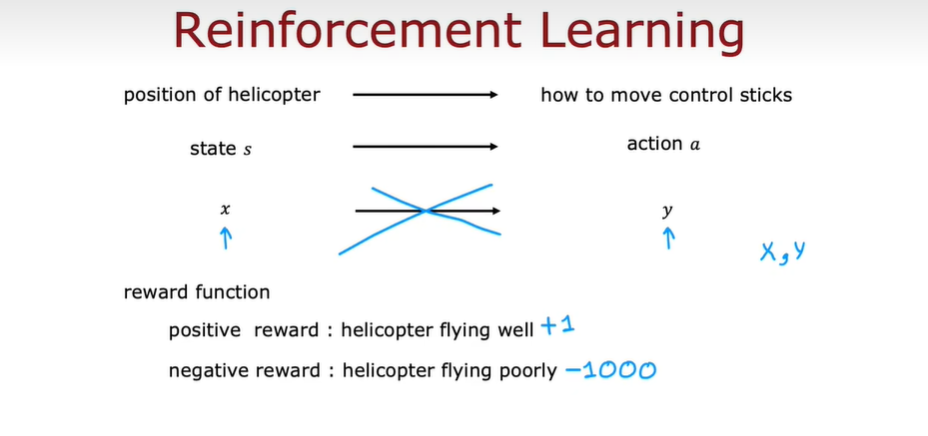 Reinforcement Learning
position of helicopter how to move control sticks
state s action a
x y
x, y
reward function
positive reward : helicopter flying well +1
negative reward : helicopter flying poorly -1000